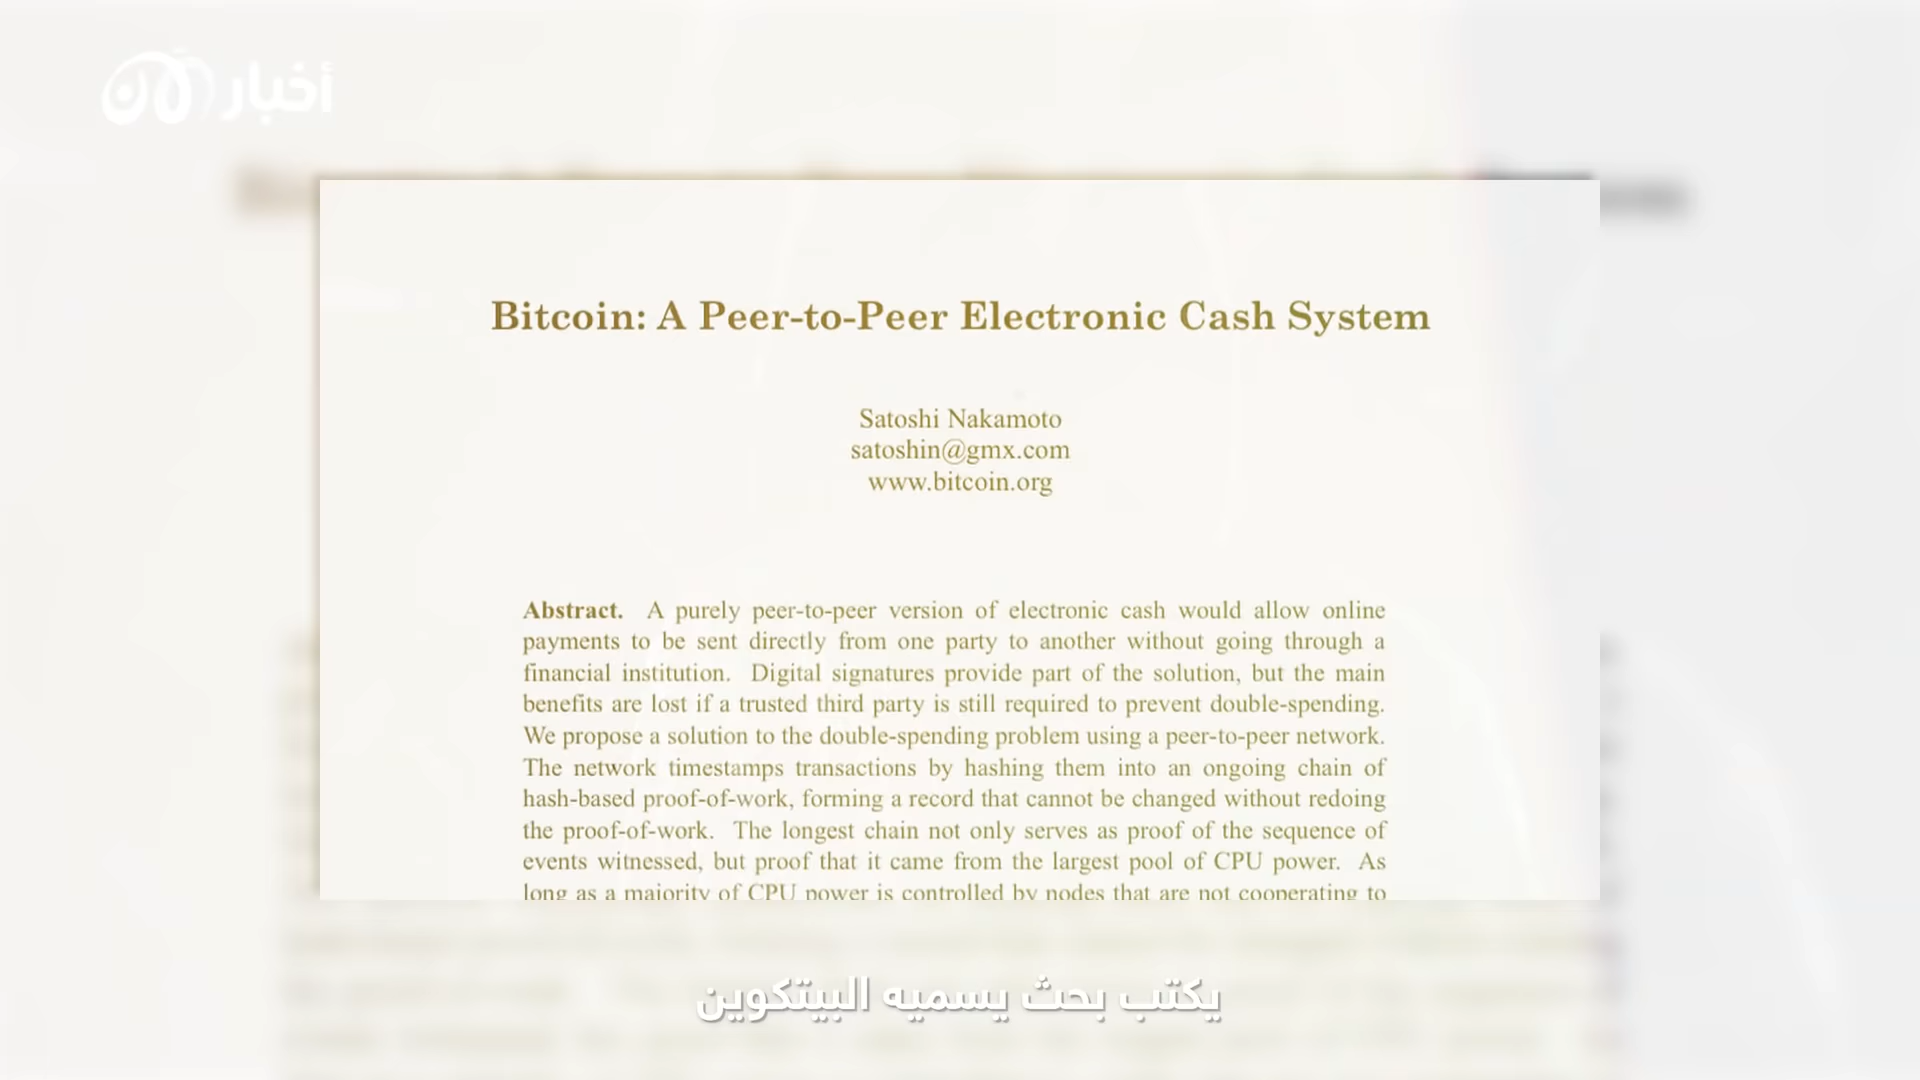 أخبار الآن
Bitcoin: A Peer-to-Peer Electronic Cash System
Satoshi Nakamoto
satoshin@gmx.com
www.bitcoin.org
Abstract. A purely peer-to-peer version of electronic cash would allow online
payments to be sent directly from one party to another without going through a
financial institution. Digital signatures provide part of the solution, but the main
benefits are lost if a trusted third party is still required to prevent double-spending.
We propose a solution to the double-spending problem using a peer-to-peer network.
The network timestamps transactions by hashing them into an ongoing chain of
hash-based proof-of-work, forming a record that cannot be changed without redoing
the proof-of-work. The longest chain not only serves as proof of the sequence of
events witnessed, but proof that it came from the largest pool of CPU power. As
long as a majority of CPU power is controlled by nodes that are not cooperating to
يكتب بحث يسميه البيتكوين